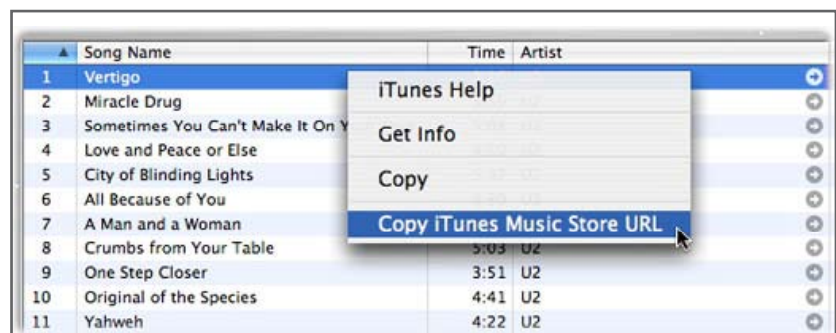 Song Name Time Artist
1 Vertigo
2 Miracle Drug
3 Sometimes You Can't Make It On Y
4 Love and Peace or Else
5 City of Blinding Lights
6 All Because of You
7 A Man and a Woman
8 Crumbs from Your Table 5:03 U2
9 One Step Closer 3:51 U2
10 Original of the Species 4:41 U2
11 Yahweh 4:22 U2
iTunes Help
Get Info
Copy
Copy iTunes Music Store URL